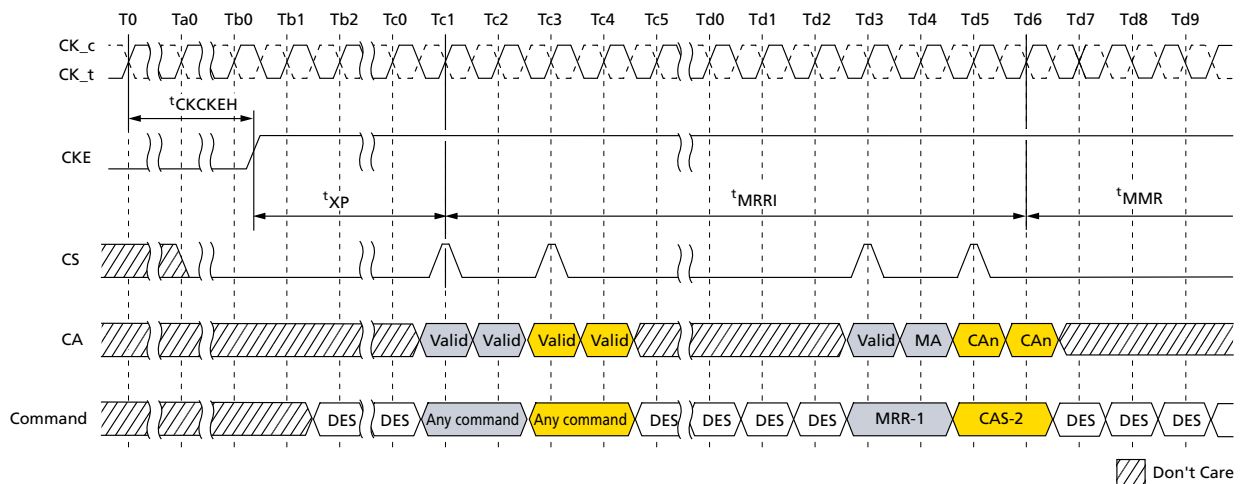 T0 Ta0 Tb0 Tb1 Tb2 Tc0 Tc1 Tc2 Tc3 Tc4 Tc5 Td0 Td1 Td2 Td3 Td4 Td5 Td6 Td7 Td8 Td9
CK_c
CK_t
tCKCKEH
CKE
tXP tMRRI tMMR
CS
CA Valid Valid Valid Valid Valid MA CAn CAn
Command DES DES Any command Any command DES DES DES DES MRR-1 CAS-2 DES DES DES
Don't Care